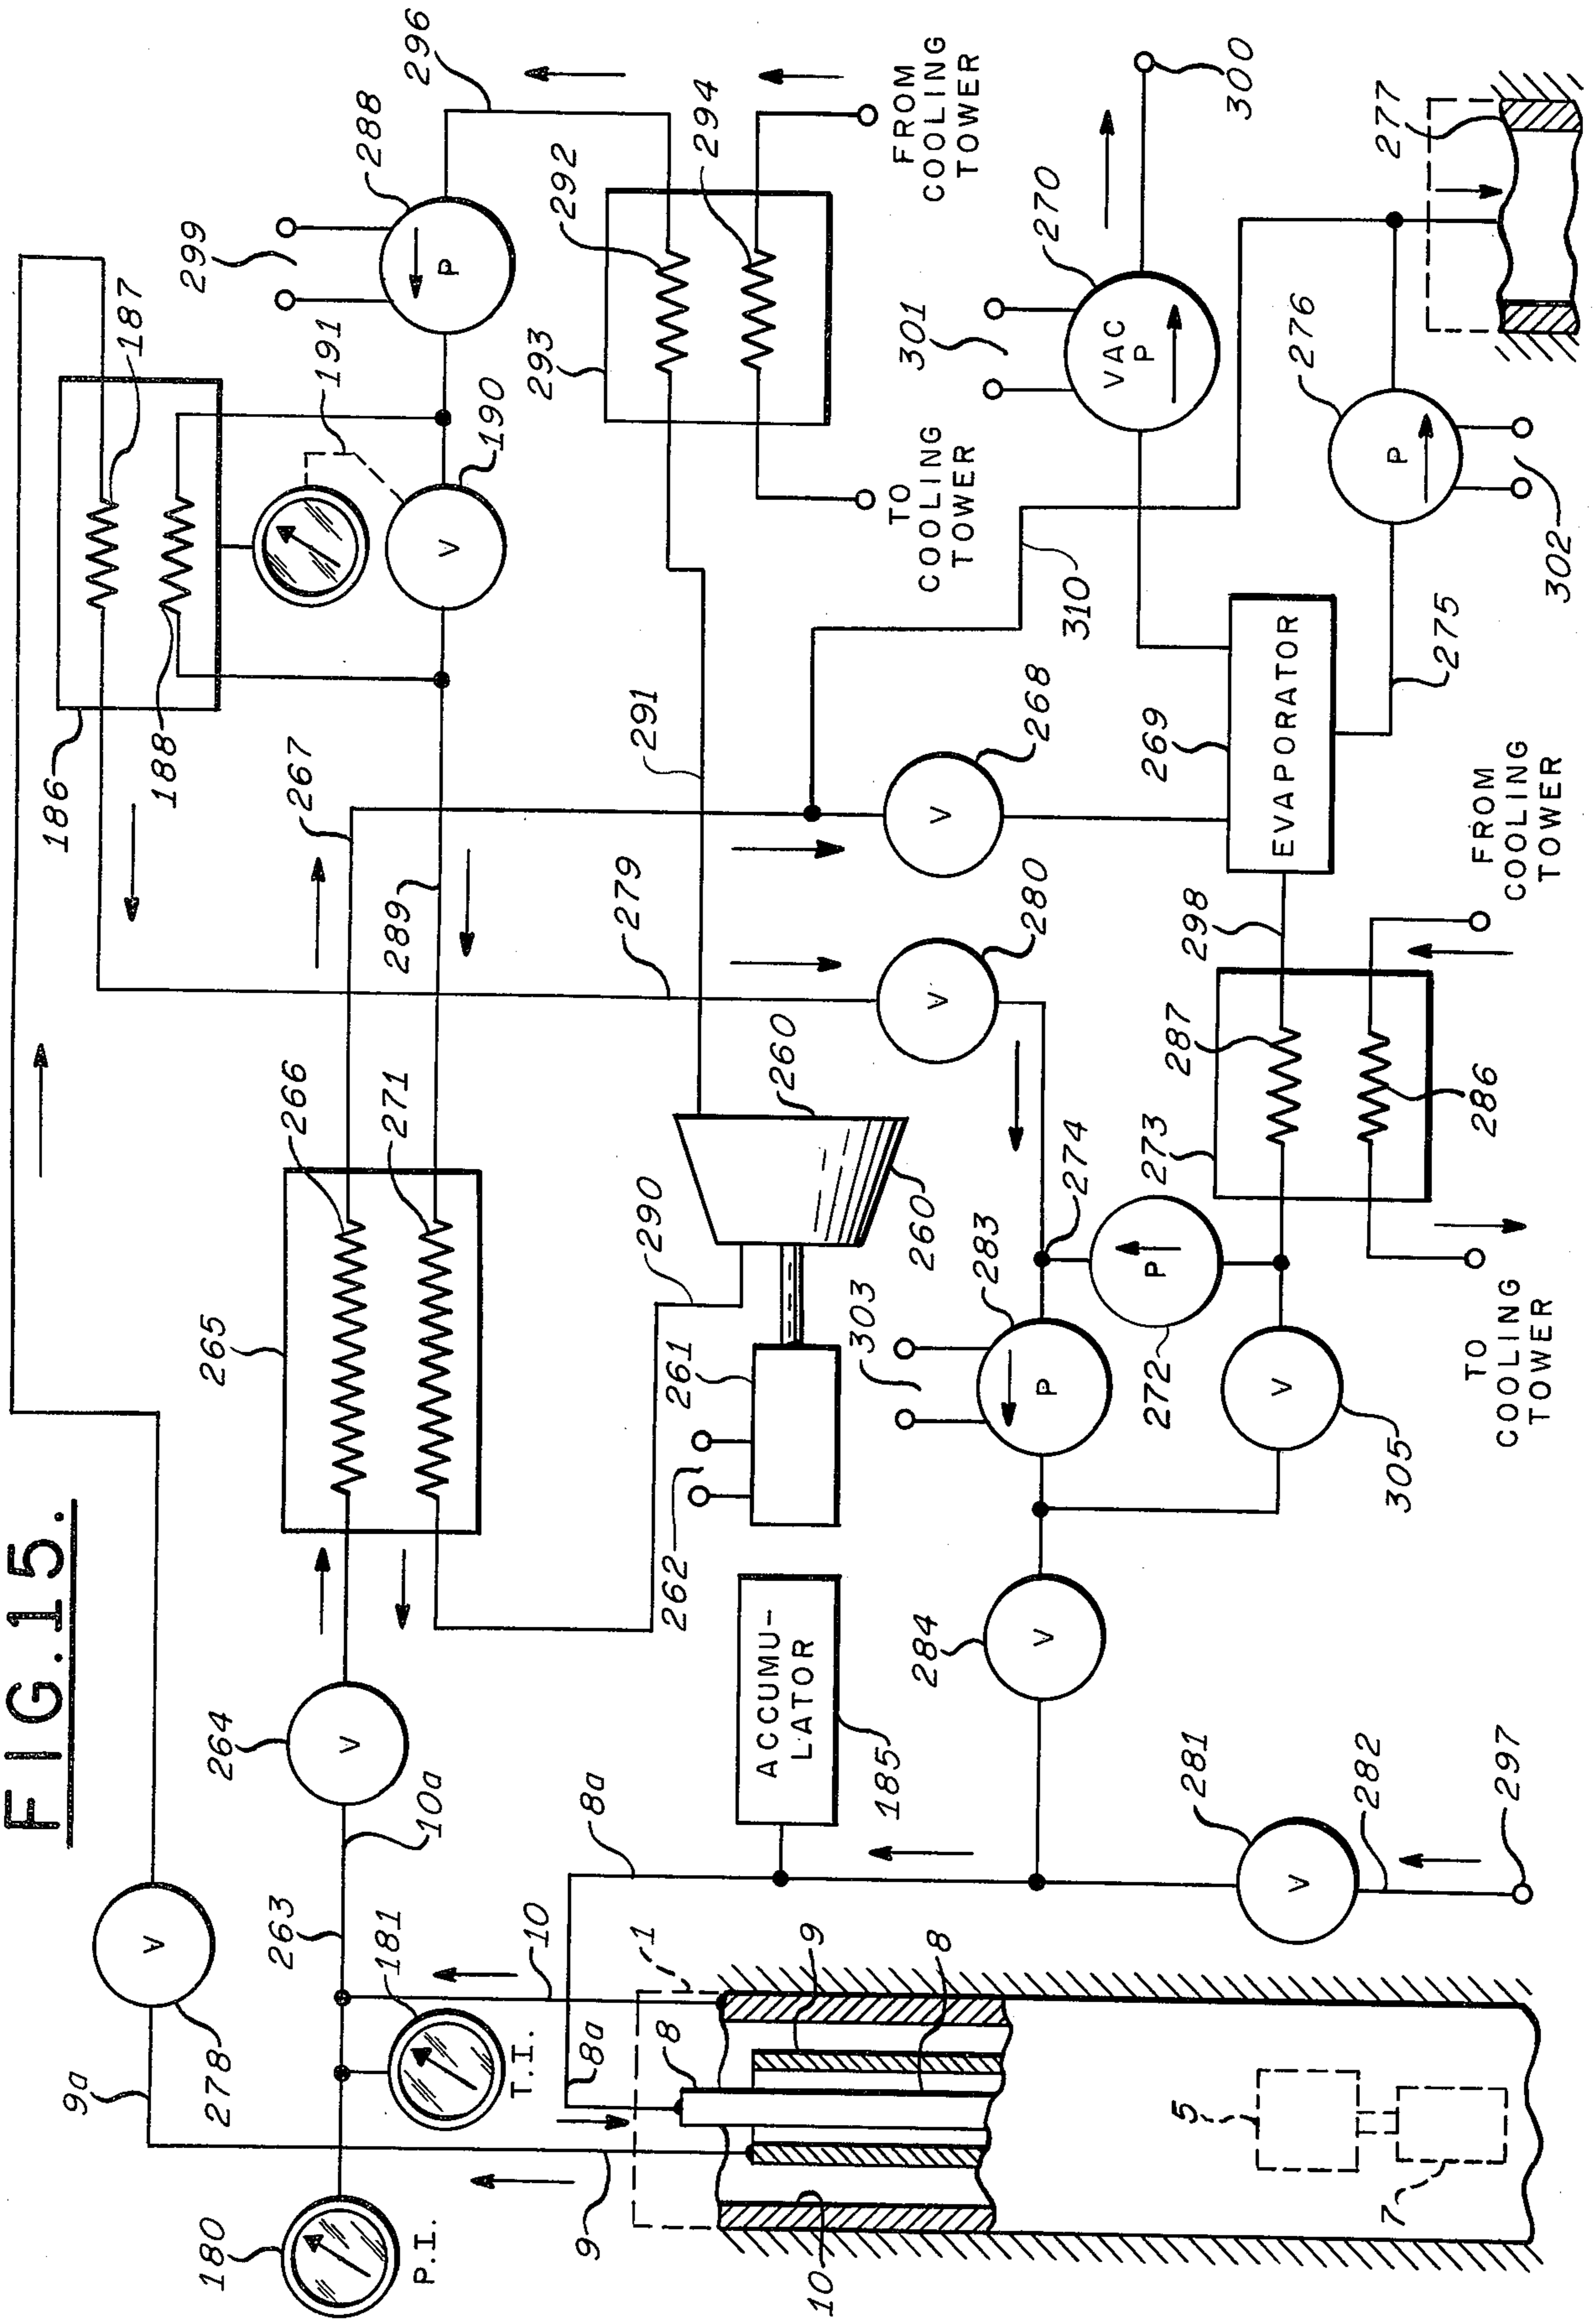 FIG.15.
296
288
299
187
191
190
186
188
292
293
294
FROM
COOLING
TOWER
TO
COOLING
TOWER
P
V
300
270
301
VAC
P
277
276
P
302
310
275
291
267
289
279
268
V
280
V
269
EVAPORATOR
298
FROM
COOLING
TOWER
287
273
286
TO
COOLING
TOWER
266
271
265
260
260
290
261
262
303
283
P
274
P
272
V
305
264
V
10a
263
ACCUMU-
LATOR
185
284
V
8a
281
V
282
297
V
278
9a
181
T.I.
180
P.I.
10
1
9
8
8a
8
9
10
5
7